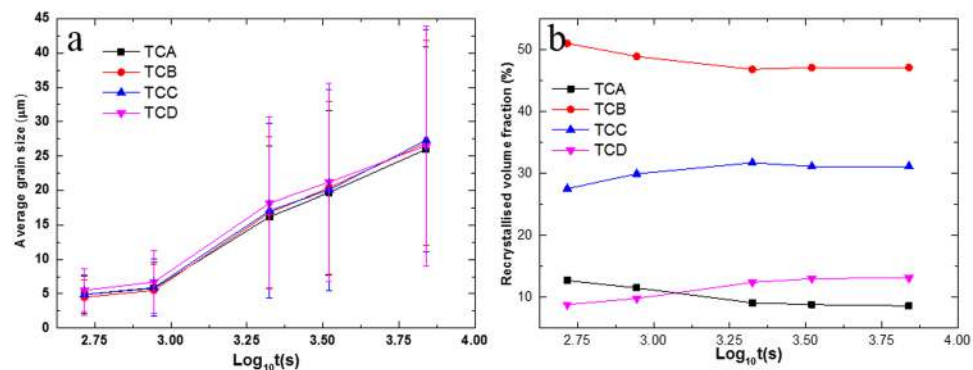 a
Average grain size (μm)
45
40
35
30
25
20
15
10
5
0
TCA
TCB
TCC
TCD
2.75 3.00 3.25 3.50 3.75 4.00
Log10t(s)
b
Recrystallised volume fraction (%)
50
40
30
20
10
TCA
TCB
TCC
TCD
2.75 3.00 3.25 3.50 3.75 4.00
Log10t(s)